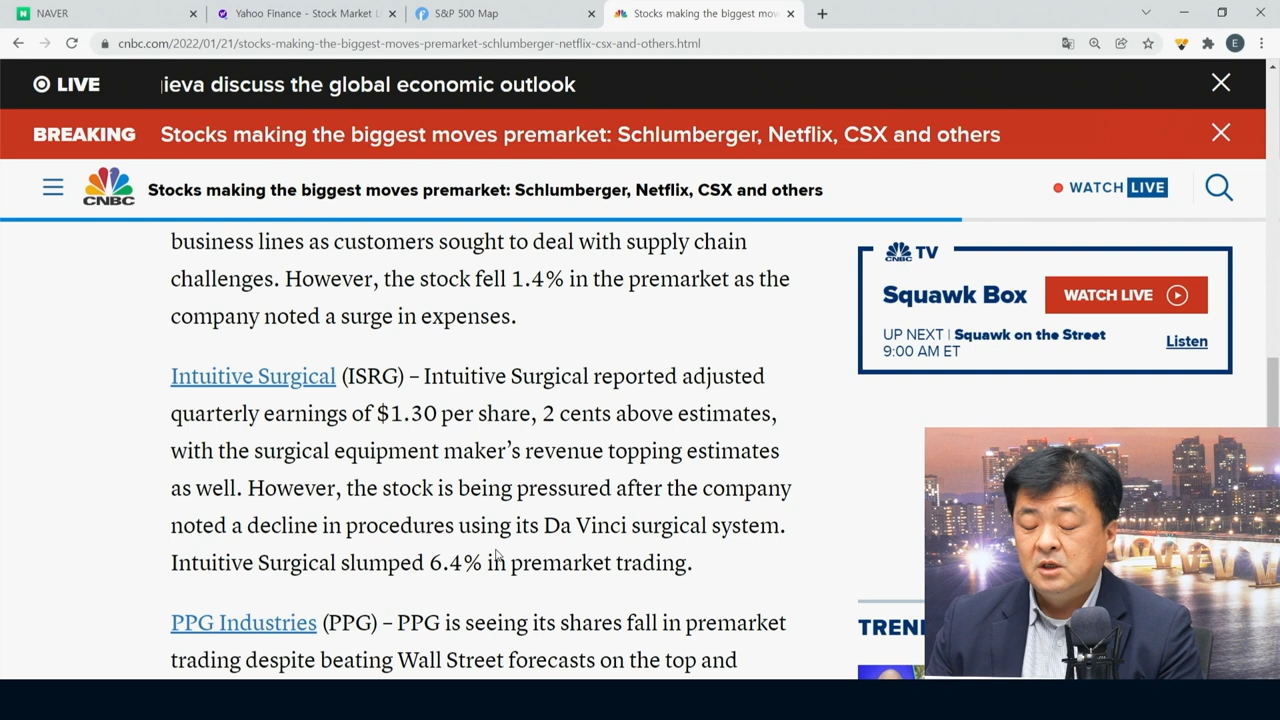 NAVER
Yahoo Finance - Stock Market L
S&P 500 Map
Stocks making the biggest mov
cnbc.com/2022/01/21/stocks-making-the-biggest-moves-premarket-schlumberger-netflix-csx-and-others.html
E
LIVE
ieva discuss the global economic outlook
BREAKING
Stocks making the biggest moves premarket: Schlumberger, Netflix, CSX and others
CNBC
Stocks making the biggest moves premarket: Schlumberger, Netflix, CSX and others
WATCH LIVE
business lines as customers sought to deal with supply chain
challenges. However, the stock fell 1.4% in the premarket as the
company noted a surge in expenses.
Intuitive Surgical (ISRG) – Intuitive Surgical reported adjusted
quarterly earnings of $1.30 per share, 2 cents above estimates,
with the surgical equipment maker’s revenue topping estimates
as well. However, the stock is being pressured after the company
noted a decline in procedures using its Da Vinci surgical system.
Intuitive Surgical slumped 6.4% in premarket trading.
PPG Industries (PPG) – PPG is seeing its shares fall in premarket
trading despite beating Wall Street forecasts on the top and
CNBC TV
Squawk Box
WATCH LIVE
UP NEXT | Squawk on the Street
9:00 AM ET
Listen
TREN